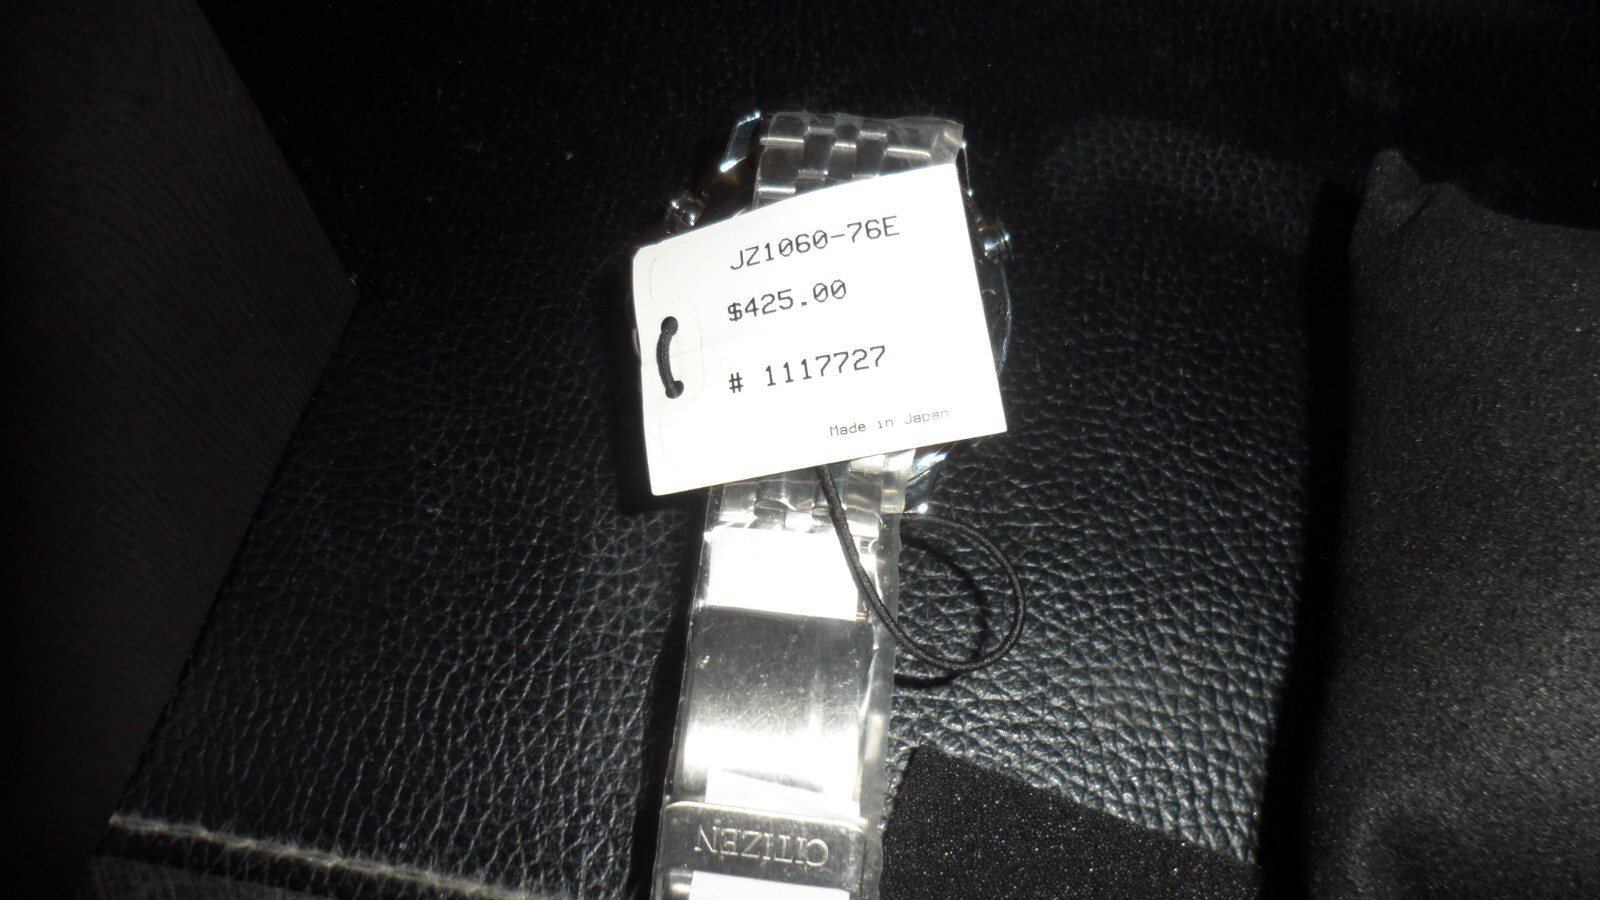 JZ1060-76E
$425.00
# 1117727
Made in Japan
CITIZEN